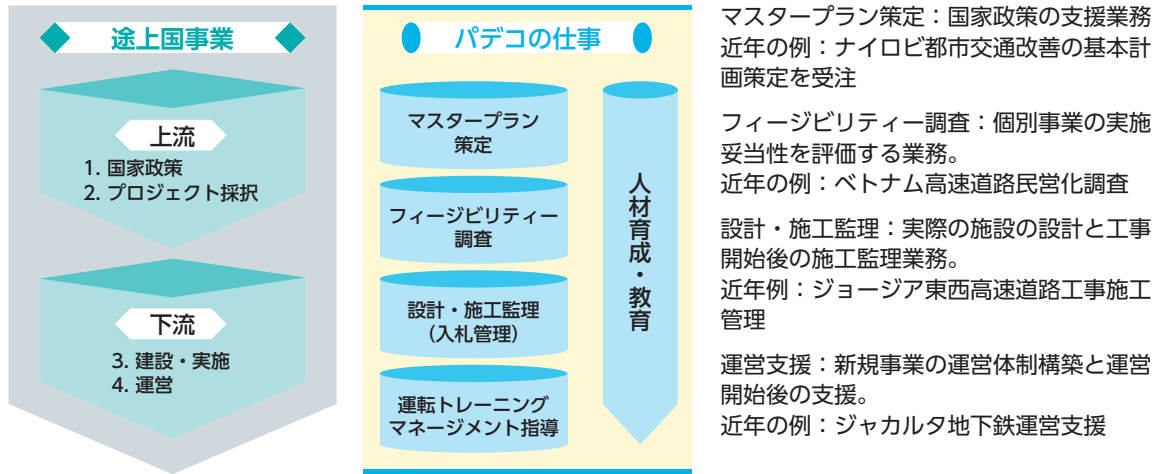 途上国事業
上流
1. 国家政策
2. プロジェクト採択
下流
3. 建設・実施
4. 運営
パデコの仕事
マスタープラン
策定
フィージビリティー
調査
設計・施工監理
（入札管理）
運転トレーニング
マネージメント指導
人材育成・教育
マスタープラン策定：国家政策の支援業務
近年の例：ナイロビ都市交通改善の基本計
画策定を受注
フィージビリティー調査：個別事業の実施
妥当性を評価する業務。
近年の例：ベトナム高速道路民営化調査
設計・施工監理：実際の施設の設計と工事
開始後の施工監理業務。
近年例：ジョージア東西高速道路工事施工
管理
運営支援：新規事業の運営体制構築と運営
開始後の支援。
近年の例：ジャカルタ地下鉄運営支援